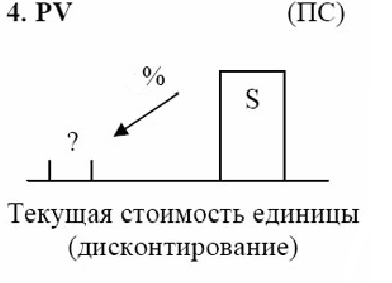 4. PV (ПС)
%
S
?
Текущая стоимость единицы
(дисконтирование)